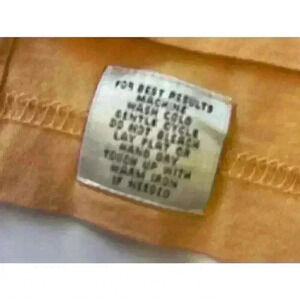 FOR BEST RESULTS
MACHINE
WASH COLD
GENTLE CYCLE
DO NOT BLEACH
LAY FLAT OR
HANG DRY
TOUCH UP WITH
WARM IRON
IF NEEDED